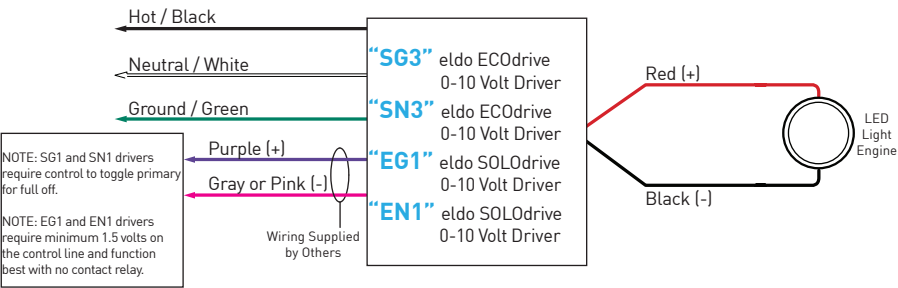 Hot / Black
Neutral / White
Ground / Green
Purple (+)
Gray or Pink (-)
NOTE: SG1 and SN1 drivers
require control to toggle primary
for full off.
NOTE: EG1 and EN1 drivers
require minimum 1.5 volts on
the control line and function
best with no contact relay.
Wiring Supplied
by Others
“SG3” eldo ECOdrive
0-10 Volt Driver
“SN3” eldo ECOdrive
0-10 Volt Driver
“EG1” eldo SOLOdrive
0-10 Volt Driver
“EN1” eldo SOLOdrive
0-10 Volt Driver
Red (+)
Black (-)
LED
Light
Engine